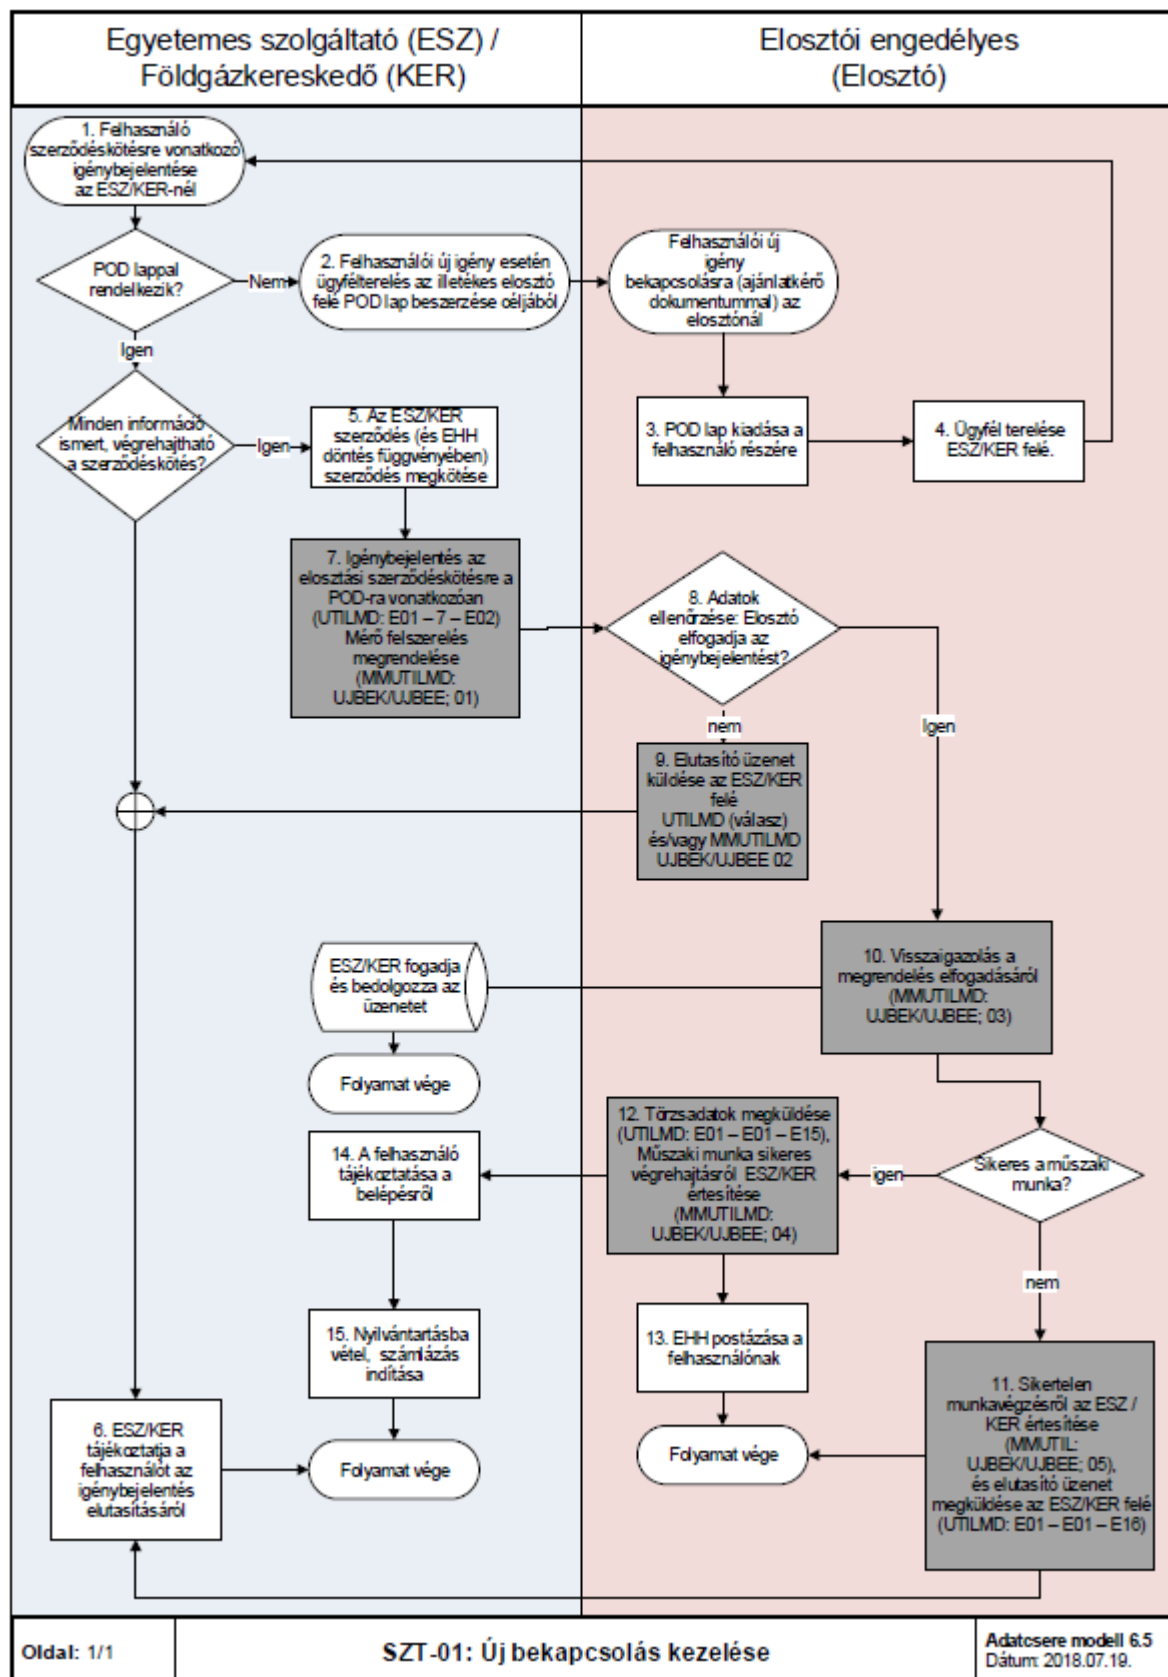 Egyetemes szolgáltató (ESZ) /
Földgázkereskedő (KER)
Elosztói engedélyes
(Elosztó)
1. Felhasználó
szerződéskötésre vonatkozó
igénybejelentése
az ESZ/KER-nél
POD lappal
rendelkezik?
Nem
2. Felhasználói új igény esetén
ügyfélterelés az illetékes elosztó
felé POD lap beszerzése céljából
Felhasználói új
igény
bekapcsolásra (ajánlatkérő
dokumentummal) az
elosztónál
Igen
Minden információ
ismert, végrehajtható
a szerződéskötés?
Igen
5. Az ESZ/KER
szerződés (és EHH
döntés függvényében)
szerződés megkötése
3. POD lap kiadása a
felhasználó részére
4. Ügyfél terelése
ESZ/KER felé.
7. Igénybejelentés az
elosztási szerződéskötésre a
POD-ra vonatkozóan
(UTILMD: E01 – 7 – E02)
Mérő felszerelés
megrendelése
(MMUTILMD:
UJBEK/UJBEE; 01)
8. Adatok
ellenőrzése: Elosztó
elfogadja az
igénybejelentést?
nem
Igen
9. Elutasító üzenet
küldése az ESZ/KER
felé
UTILMD (válasz)
és/vagy MMUTILMD
UJBEK/UJBEE 02
ESZ/KER fogadja
és bedolgozza az
üzenetet
10. Visszaigazolás a
megrendelés elfogadásáról
(MMUTILMD:
UJBEK/UJBEE; 03)
Folyamat vége
12. Törzsadatok megküldése
(UTILMD: E01 – E01 – E15),
Műszaki munka sikeres
végrehajtásról ESZ/KER
értesítése
(MMUTILMD:
UJBEK/UJBEE; 04)
14. A felhasználó
tájékoztatása a
belépésről
igen
Sikeres a műszaki
munka?
nem
15. Nyilvántartásba
vétel, számlázás
indítása
13. EHH postázása a
felhasználónak
11. Sikertelen
munkavégzésről az ESZ /
KER értesítése
(MMUTIL:
UJBEK/UJBEE; 05),
és elutasító üzenet
megküldése az ESZ/KER felé
(UTILMD: E01 – E01 – E16)
6. ESZ/KER
tájékoztatja a
felhasználót az
igénybejelentés
elutasításáról
Folyamat vége
Folyamat vége
Oldal: 1/1
SZT-01: Új bekapcsolás kezelése
Adatcsere modell 6.5
Dátum: 2018.07.19.